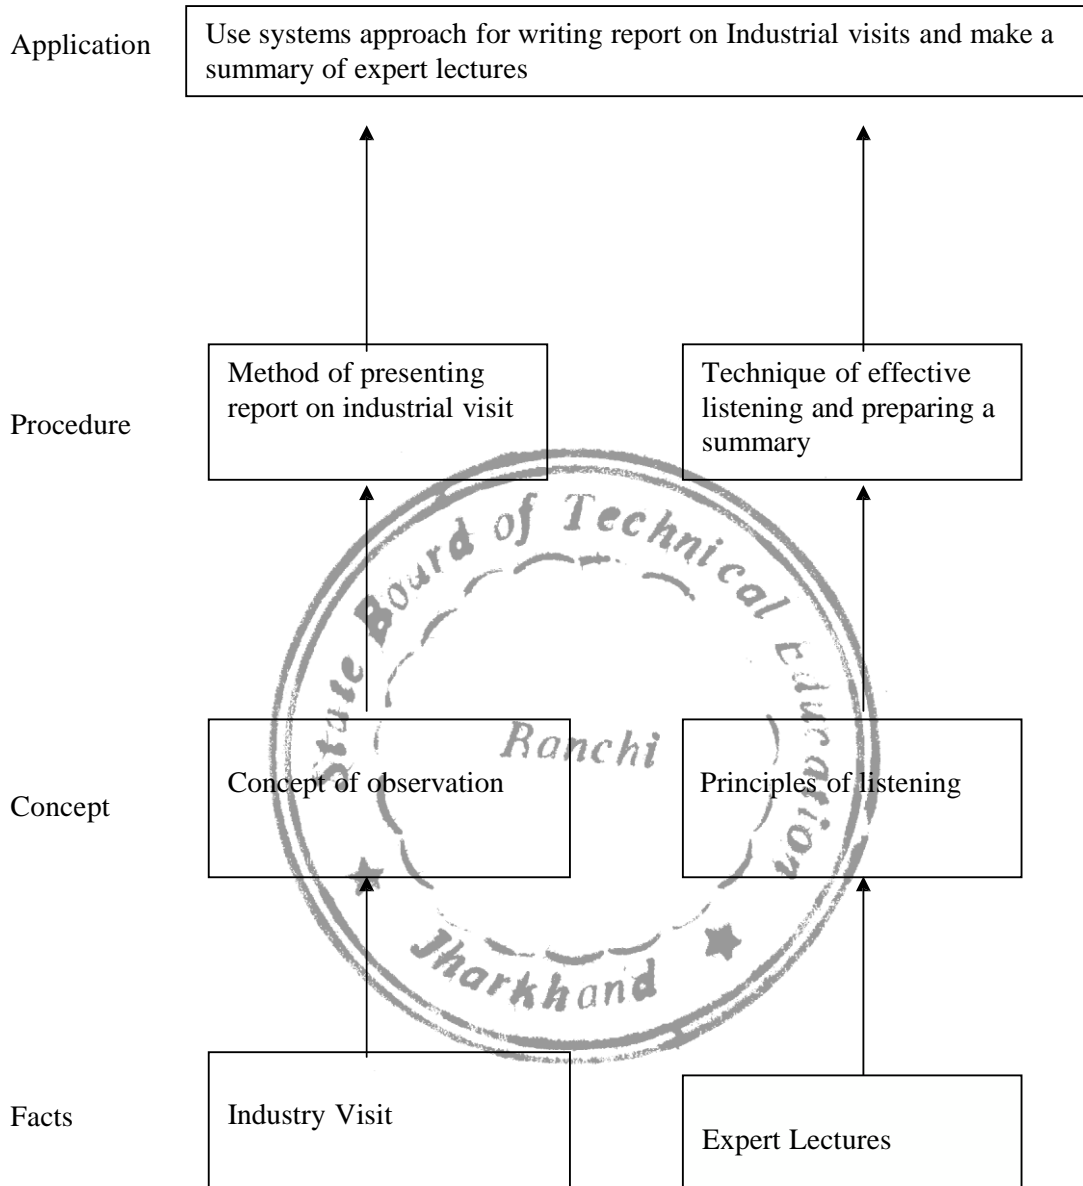 Application
Use systems approach for writing report on Industrial visits and make a
summary of expert lectures
Procedure
Method of presenting
report on industrial visit
Technique of effective
listening and preparing a
summary
State Board of Technical Education
Ranchi
Jharkhand
Concept
Concept of observation
Principles of listening
Facts
Industry Visit
Expert Lectures